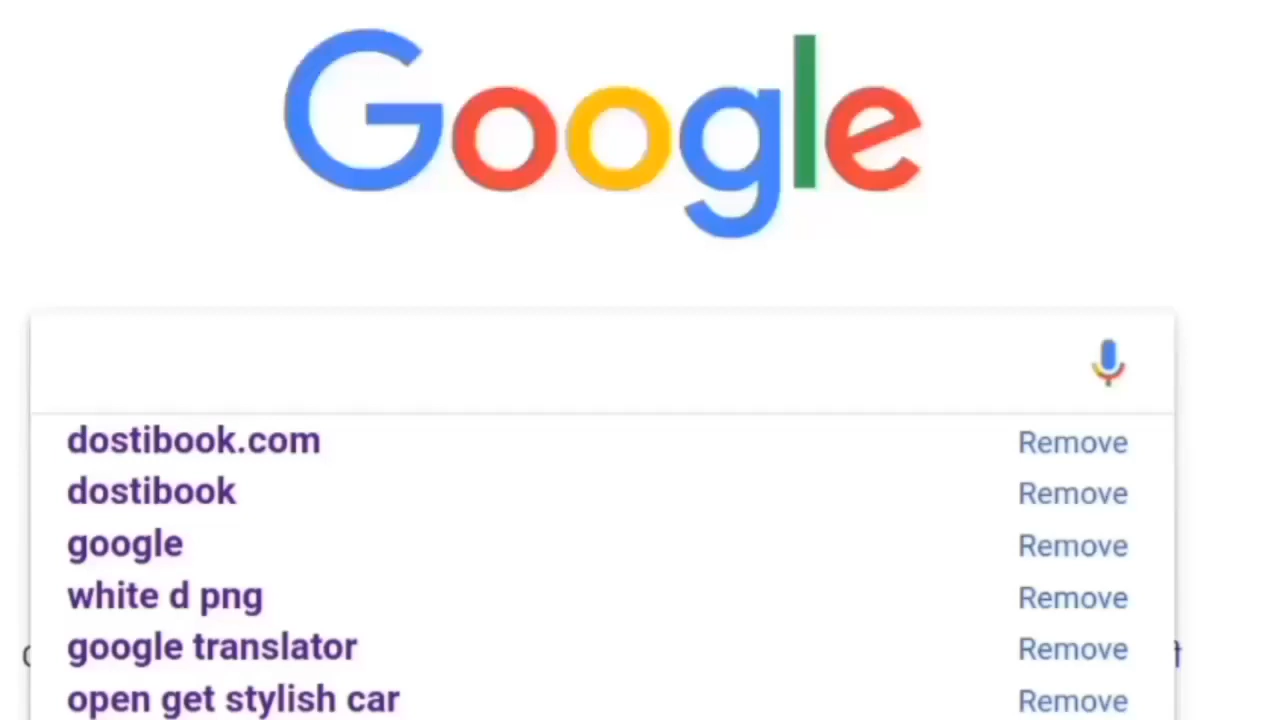 Google
dostibook.com Remove
dostibook Remove
google Remove
white d png Remove
google translator Remove
open get stylish car Remove